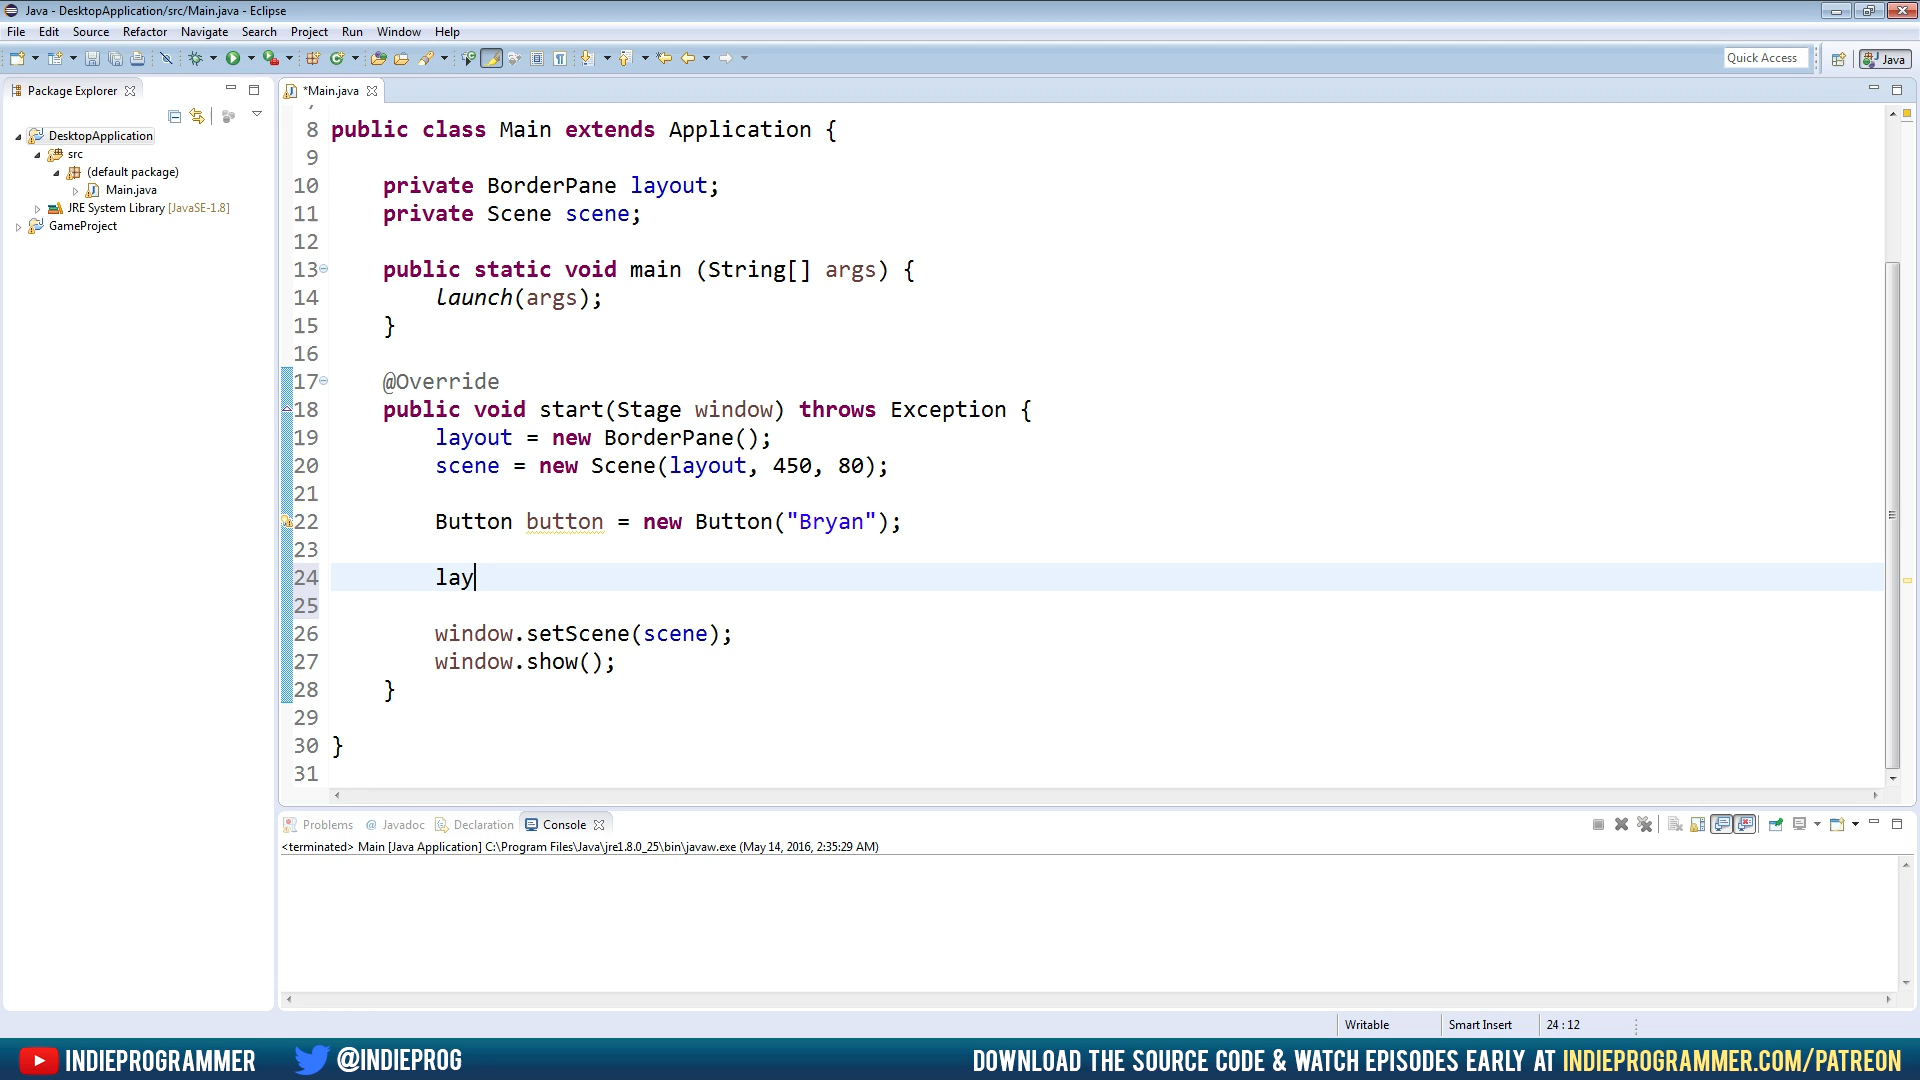 Java - DesktopApplication/src/Main.java - Eclipse
File Edit Source Refactor Navigate Search Project Run Window Help
Quick Access
Java
Package Explorer
DesktopApplication
src
(default package)
Main.java
JRE System Library [JavaSE-1.8]
GameProject
*Main.java
7
8 public class Main extends Application {
9
10 private BorderPane layout;
11 private Scene scene;
12
13 public static void main (String[] args) {
14 launch(args);
15 }
16
17 @Override
18 public void start(Stage window) throws Exception {
19 layout = new BorderPane();
20 scene = new Scene(layout, 450, 80);
21
22 Button button = new Button("Bryan");
23
24 lay
25
26 window.setScene(scene);
27 window.show();
28 }
29
30 }
31
Problems @ Javadoc Declaration Console
<terminated> Main [Java Application] C:\Program Files\Java\jre1.8.0_25\bin\javaw.exe (May 14, 2016, 2:35:29 AM)
Writable Smart Insert 24 : 12
INDIEPROGRAMMER @INDIEPROG DOWNLOAD THE SOURCE CODE & WATCH EPISODES EARLY AT INDIEPROGRAMMER.COM/PATREON